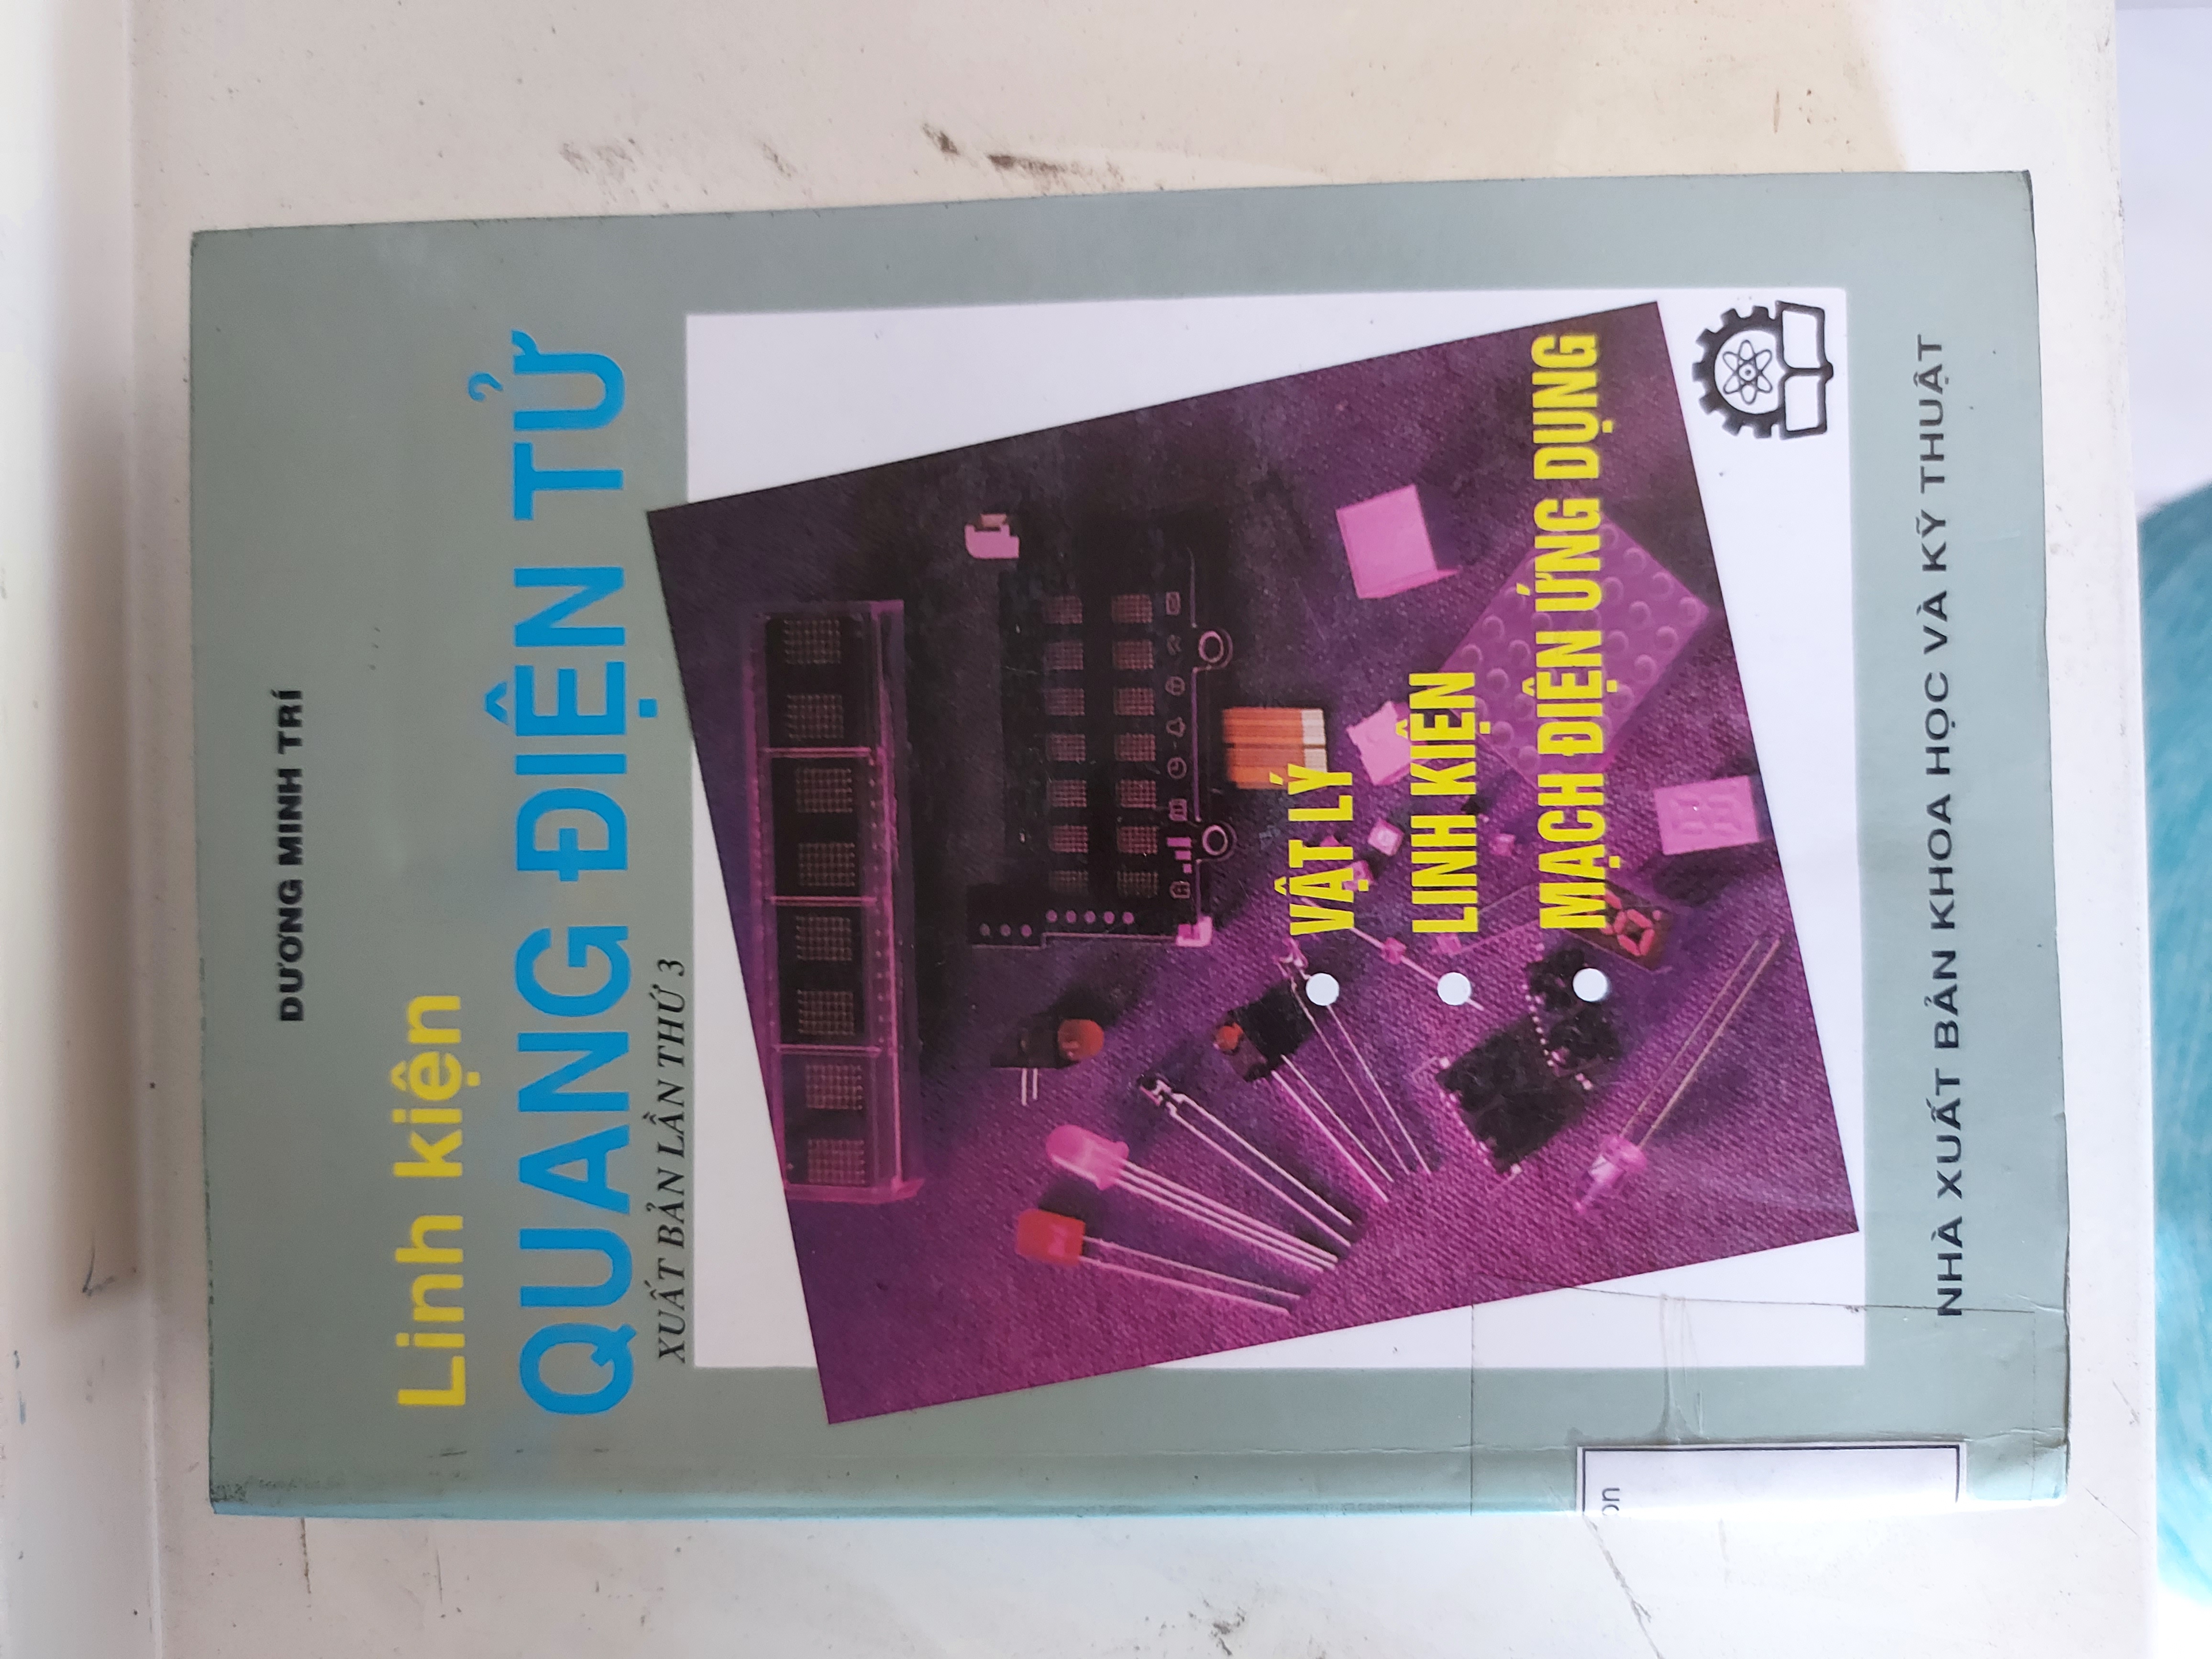 DƯƠNG MINH TRÍ
Linh kiện
QUANG ĐIỆN TỬ
XUẤT BẢN LẦN THỨ 3
VẬT LÝ
LINH KIỆN
MẠCH ĐIỆN ỨNG DỤNG
on
NHÀ XUẤT BẢN KHOA HỌC VÀ KỸ THUẬT